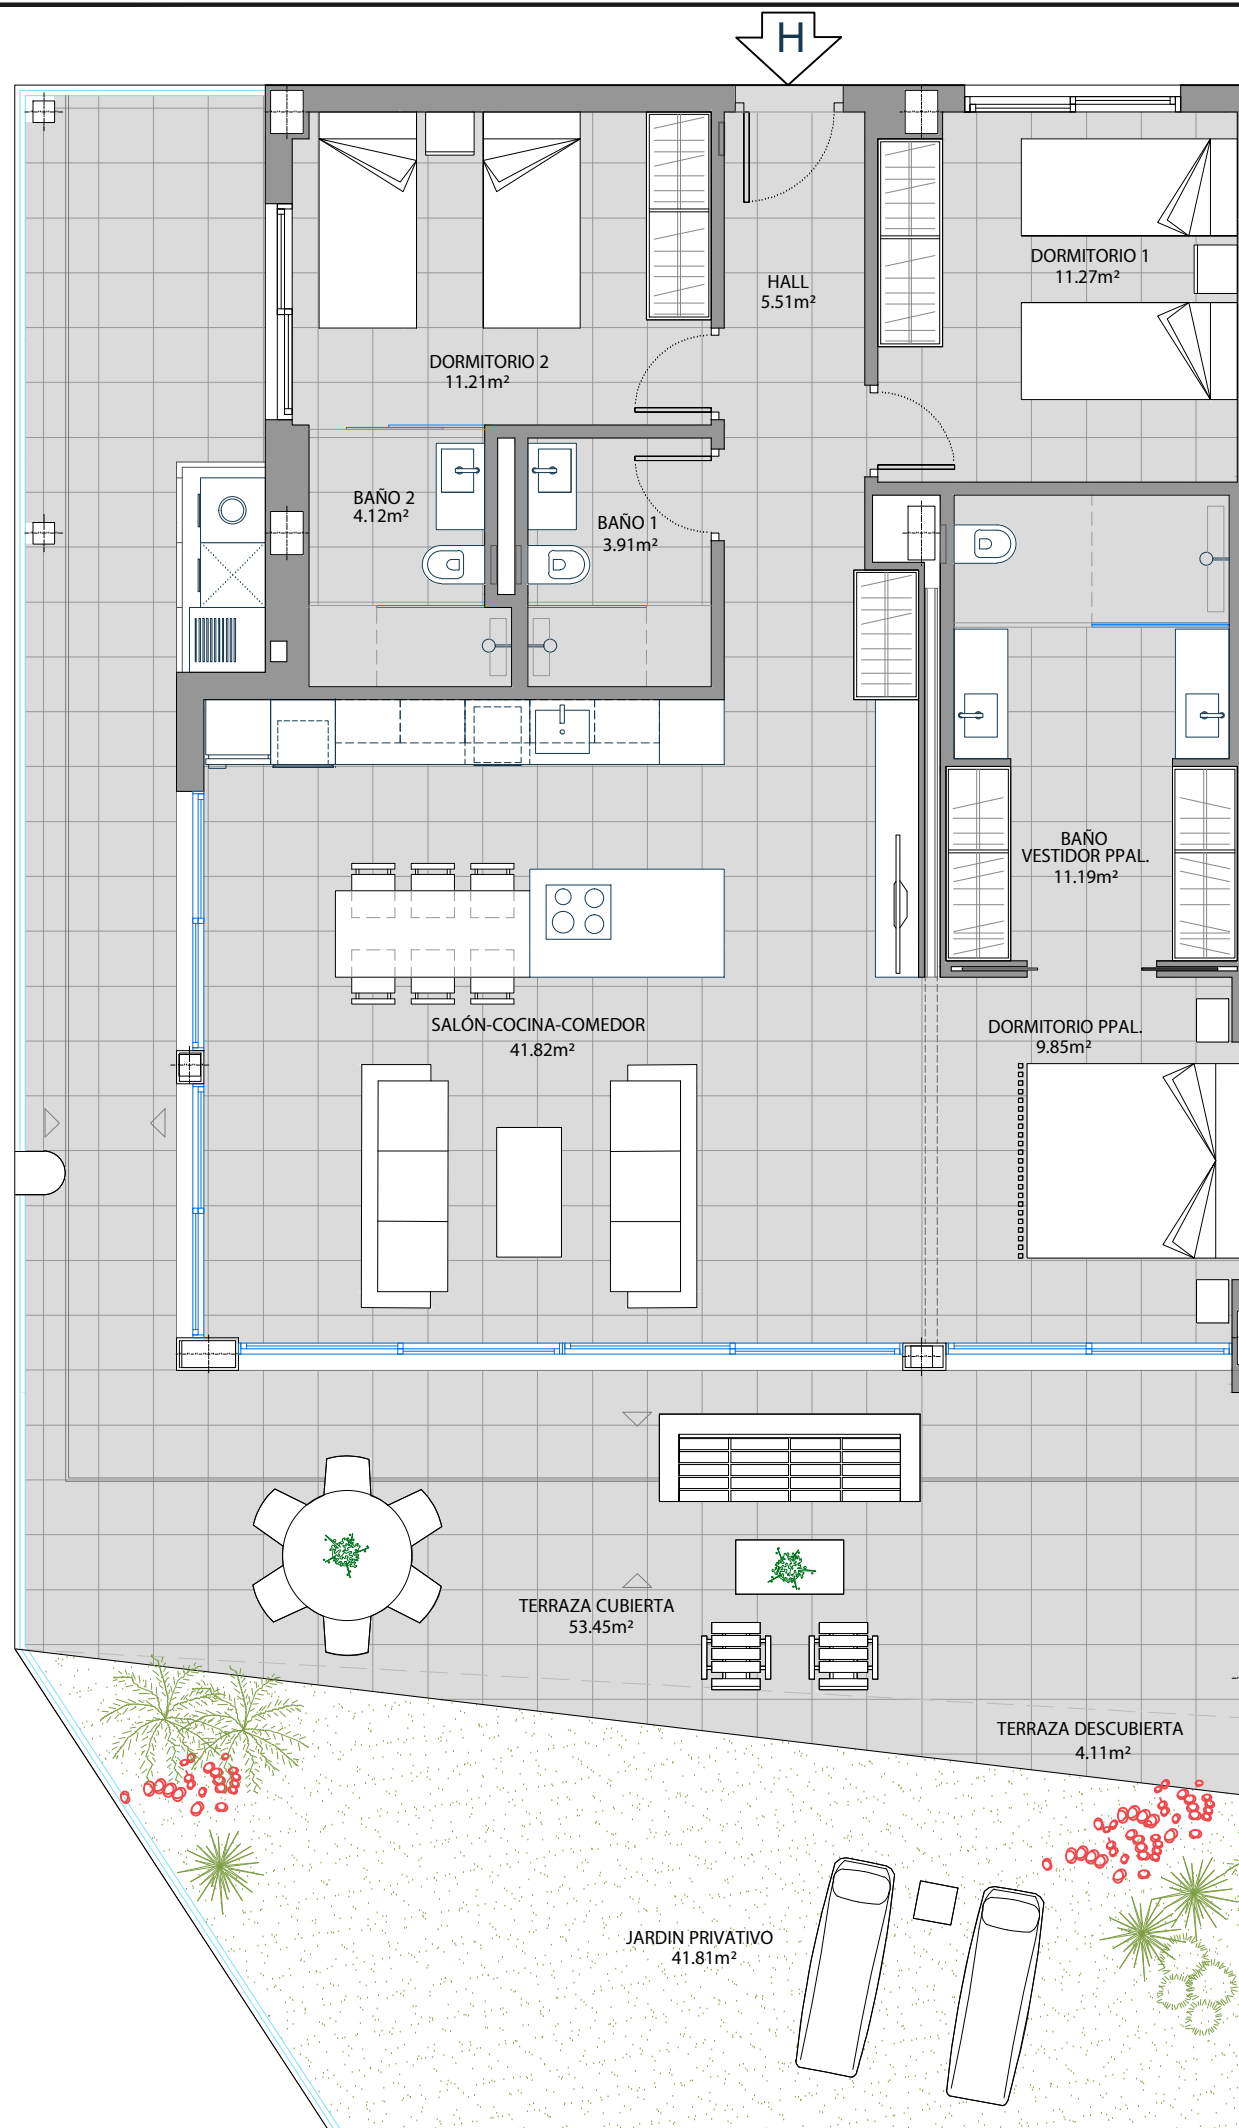 H
DORMITORIO 1
11.27m²
HALL
5.51m²
DORMITORIO 2
11.21m²
BAÑO 2
4.12m²
BAÑO 1
3.91m²
BAÑO
VESTIDOR PPAL.
11.19m²
SALÓN-COCINA-COMEDOR
41.82m²
DORMITORIO PPAL.
9.85m²
TERRAZA CUBIERTA
53.45m²
TERRAZA DESCUBIERTA
4.11m²
JARDIN PRIVATIVO
41.81m²